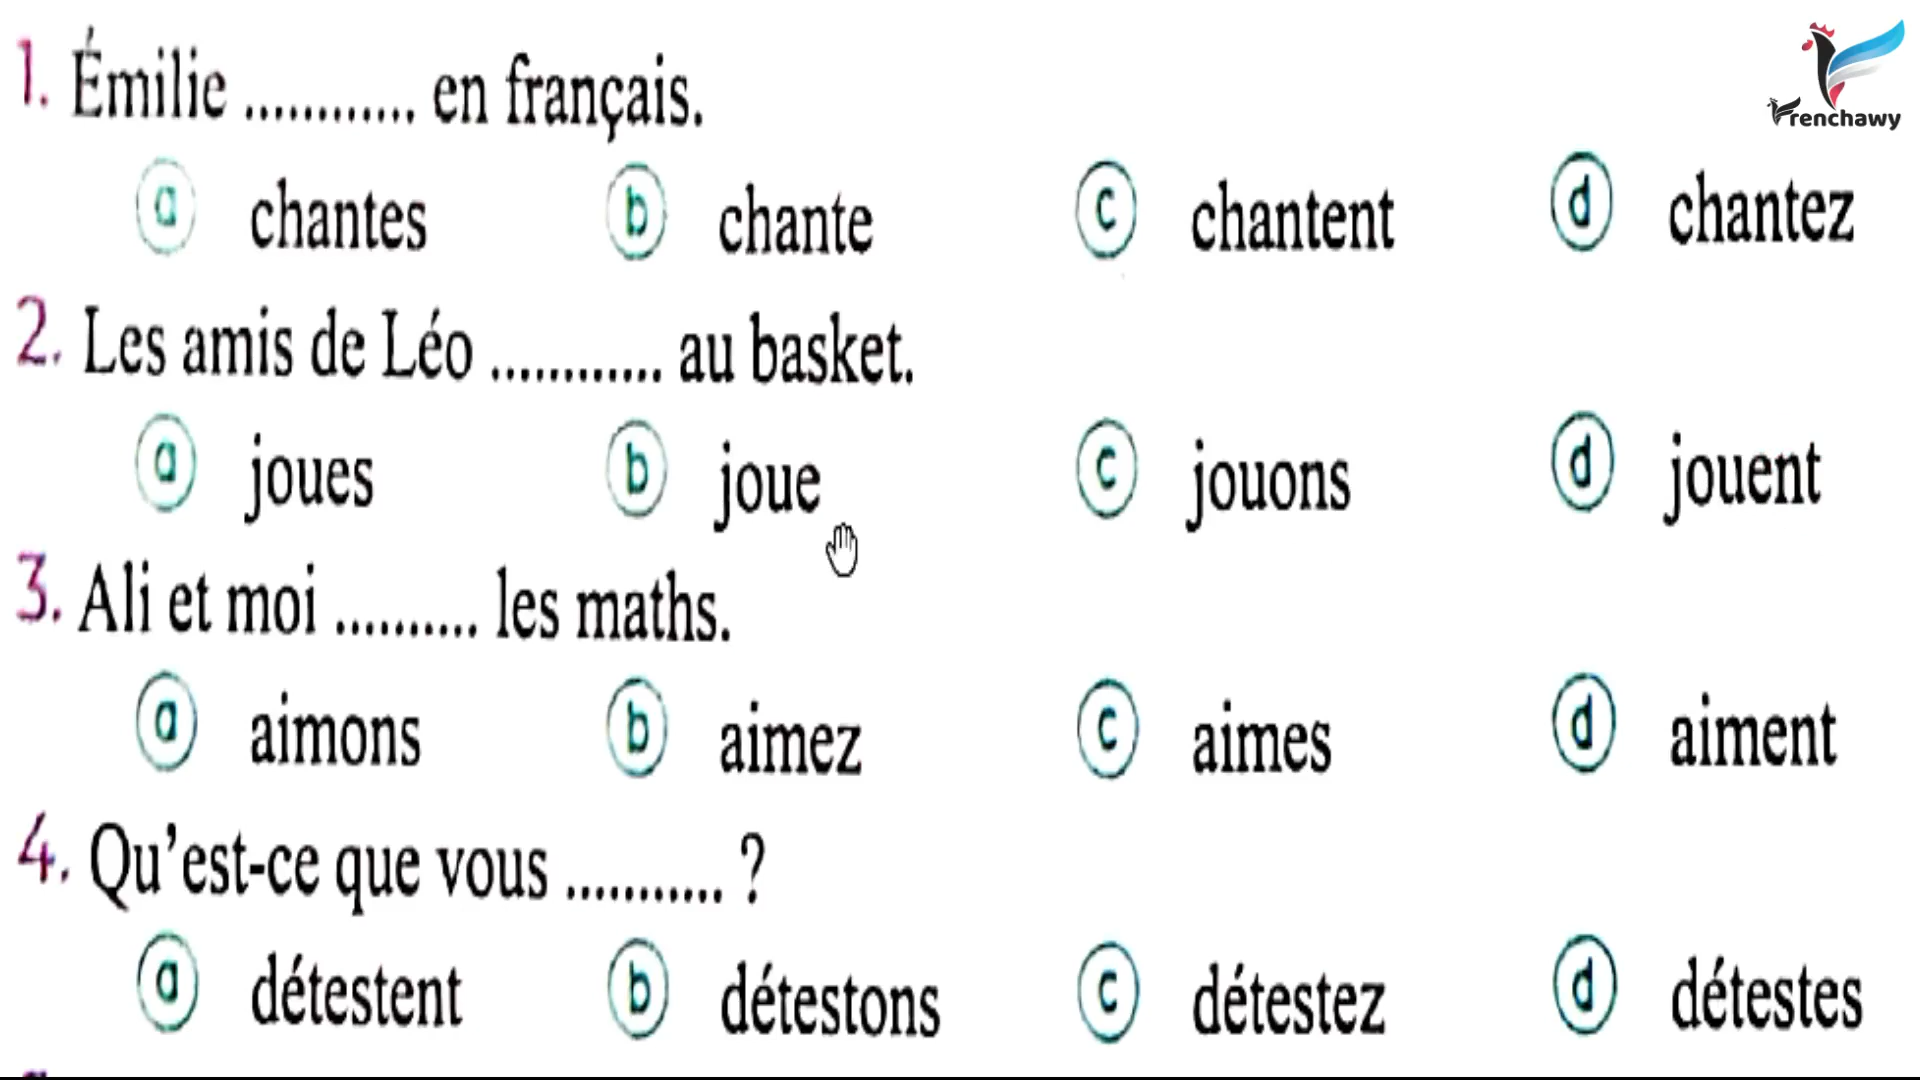 Frenchawy
1. Émilie ............ en français.
a chantes b chante c chantent d chantez
2. Les amis de Léo ............ au basket.
a joues b joue c jouons d jouent
3. Ali et moi .......... les maths.
a aimons b aimez c aimes d aiment
4. Qu'est-ce que vous ........... ?
a détestent b détestons c détestez d détestes